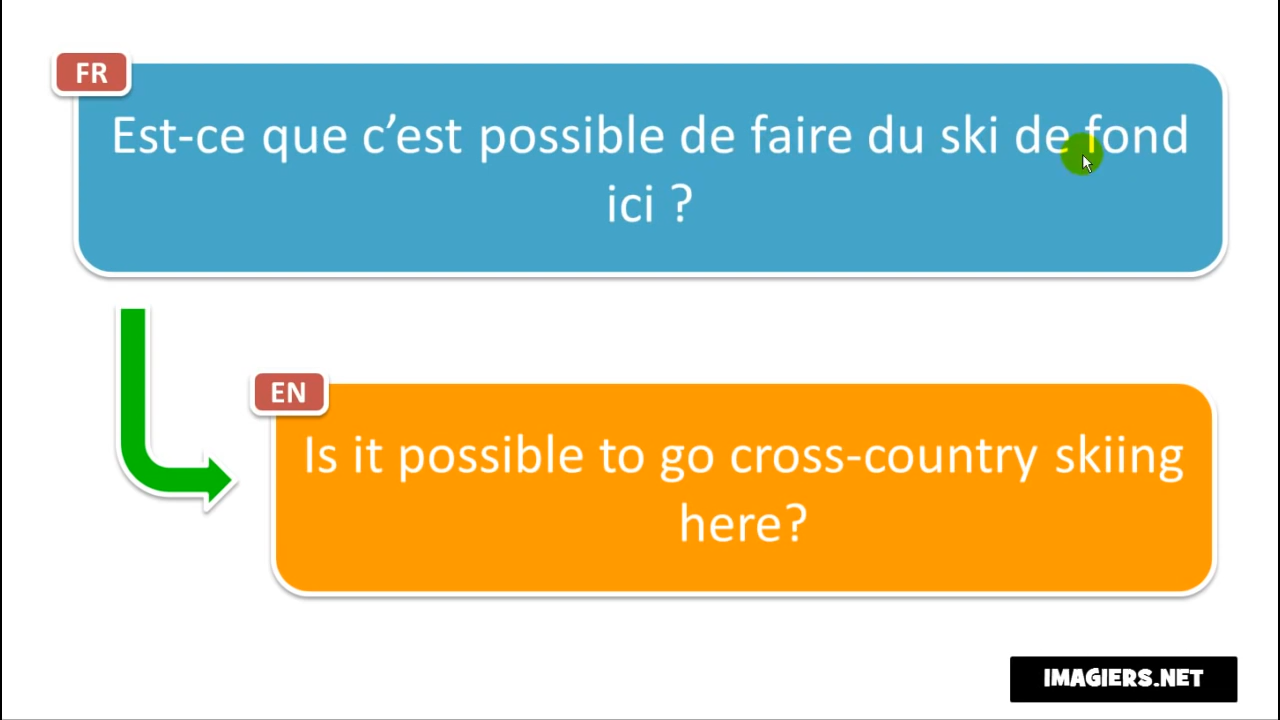 FR
Est-ce que c’est possible de faire du ski de fond
ici ?
EN
Is it possible to go cross-country skiing
here?
IMAGIERS.NET